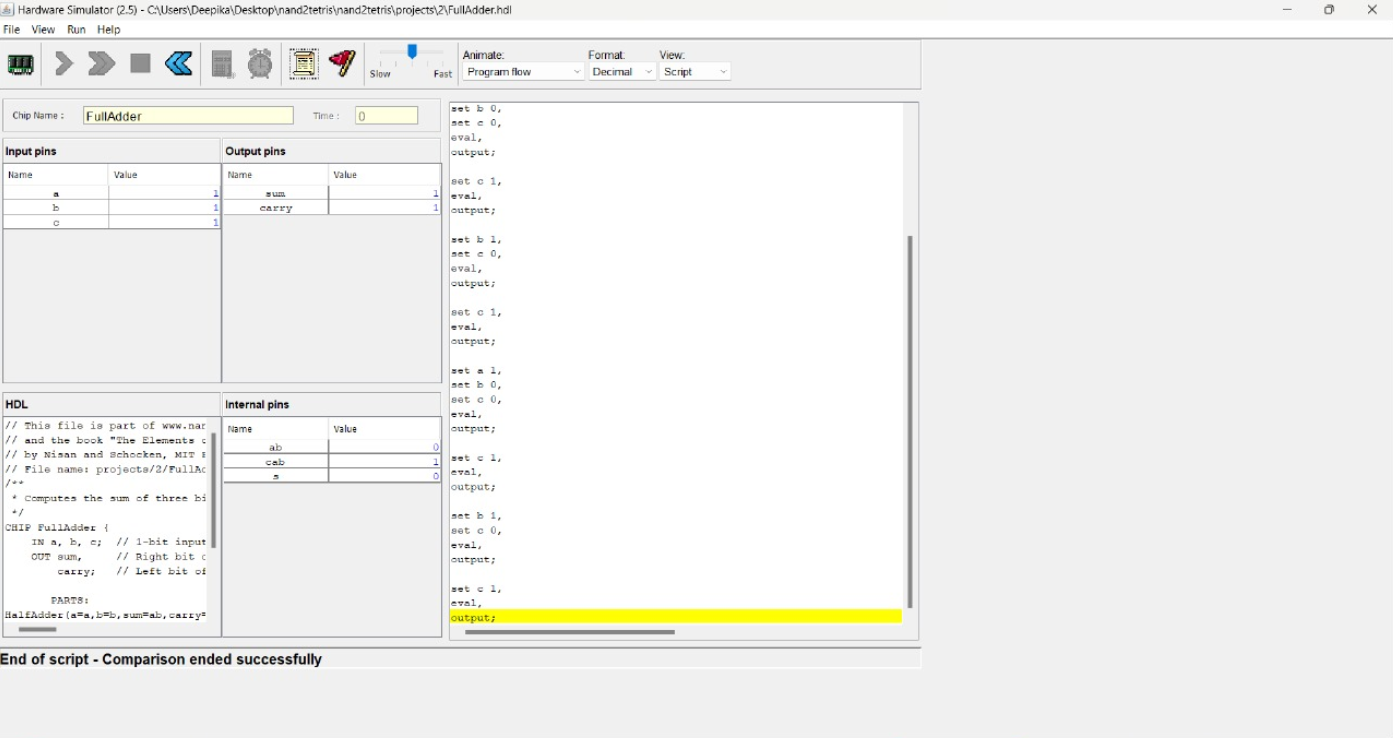 Hardware Simulator (2.5) - C:\Users\Deepika\Desktop\nand2tetris\nand2tetris\projects\2\FullAdder.hdl
File View Run Help
Slow Fast
Animate: Format: View:
Program flow Decimal Script
Chip Name : FullAdder Time : 0
Input pins
Name Value
a 1
b 1
c 1
Output pins
Name Value
sum 1
carry 1
HDL
// This file is part of www.nan
// and the book "The Elements o
// by Nisan and Schocken, MIT P
// File name: projects/2/FullAd
/**
* Computes the sum of three bi
*/
CHIP FullAdder {
IN a, b, c; // 1-bit input
OUT sum, // Right bit o
carry; // Left bit of
PARTS:
HalfAdder(a=a,b=b,sum=ab,carry=
Internal pins
Name Value
ab 0
cab 1
s 0
set b 0,
set c 0,
eval,
output;
set c 1,
eval,
output;
set b 1,
set c 0,
eval,
output;
set c 1,
eval,
output;
set a 1,
set b 0,
set c 0,
eval,
output;
set c 1,
eval,
output;
set b 1,
set c 0,
eval,
output;
set c 1,
eval,
output;
End of script - Comparison ended successfully